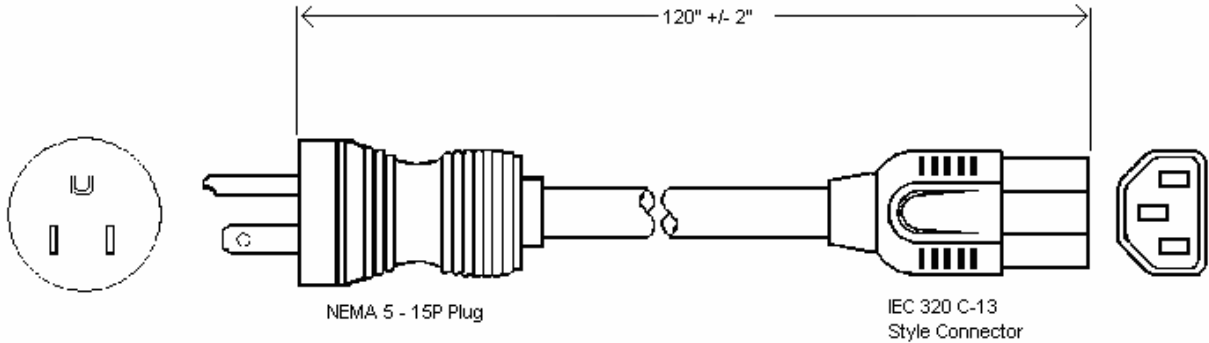 120" +/- 2"
NEMA 5 - 15P Plug
IEC 320 C-13
Style Connector